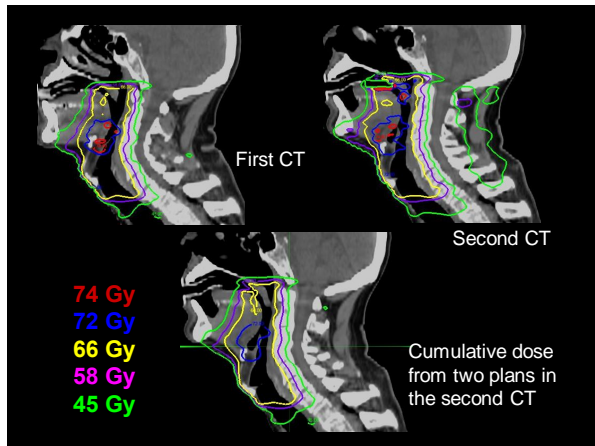 First CT
Second CT
74 Gy
72 Gy
66 Gy
58 Gy
45 Gy
Cumulative dose
from two plans in
the second CT